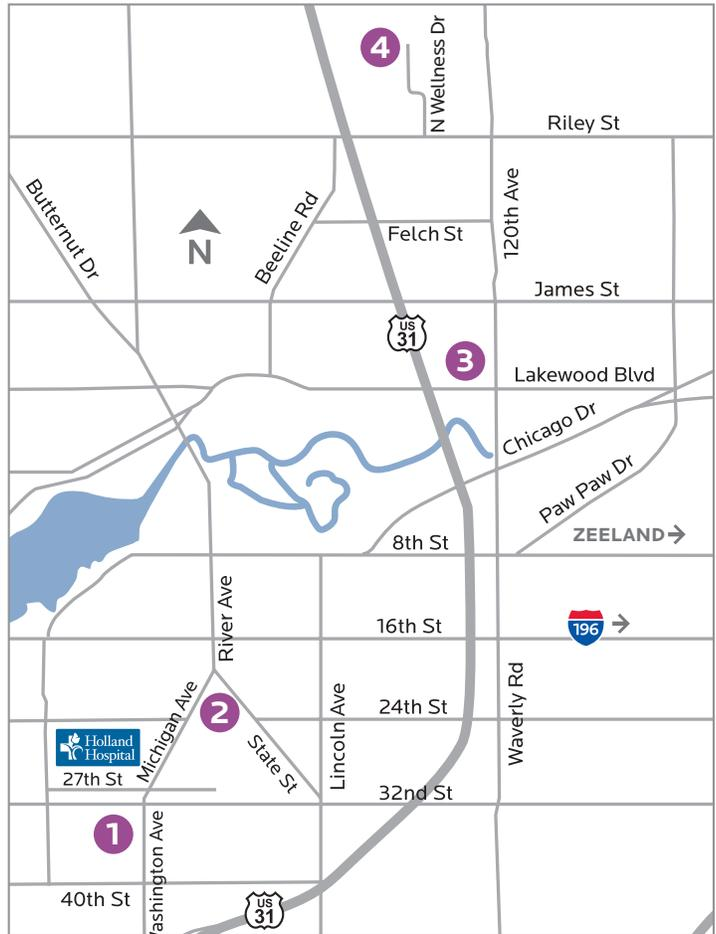 4
N Wellness Dr
Riley St
Butternut Dr
N
Beeline Rd
Felch St
120th Ave
James St
US
31
3
Lakewood Blvd
Chicago Dr
Paw Paw Dr
ZEELAND
8th St
River Ave
16th St
196
Michigan Ave
2
State St
Lincoln Ave
24th St
Waverly Rd
Holland
Hospital
27th St
32nd St
1
ashington Ave
40th St
US
31